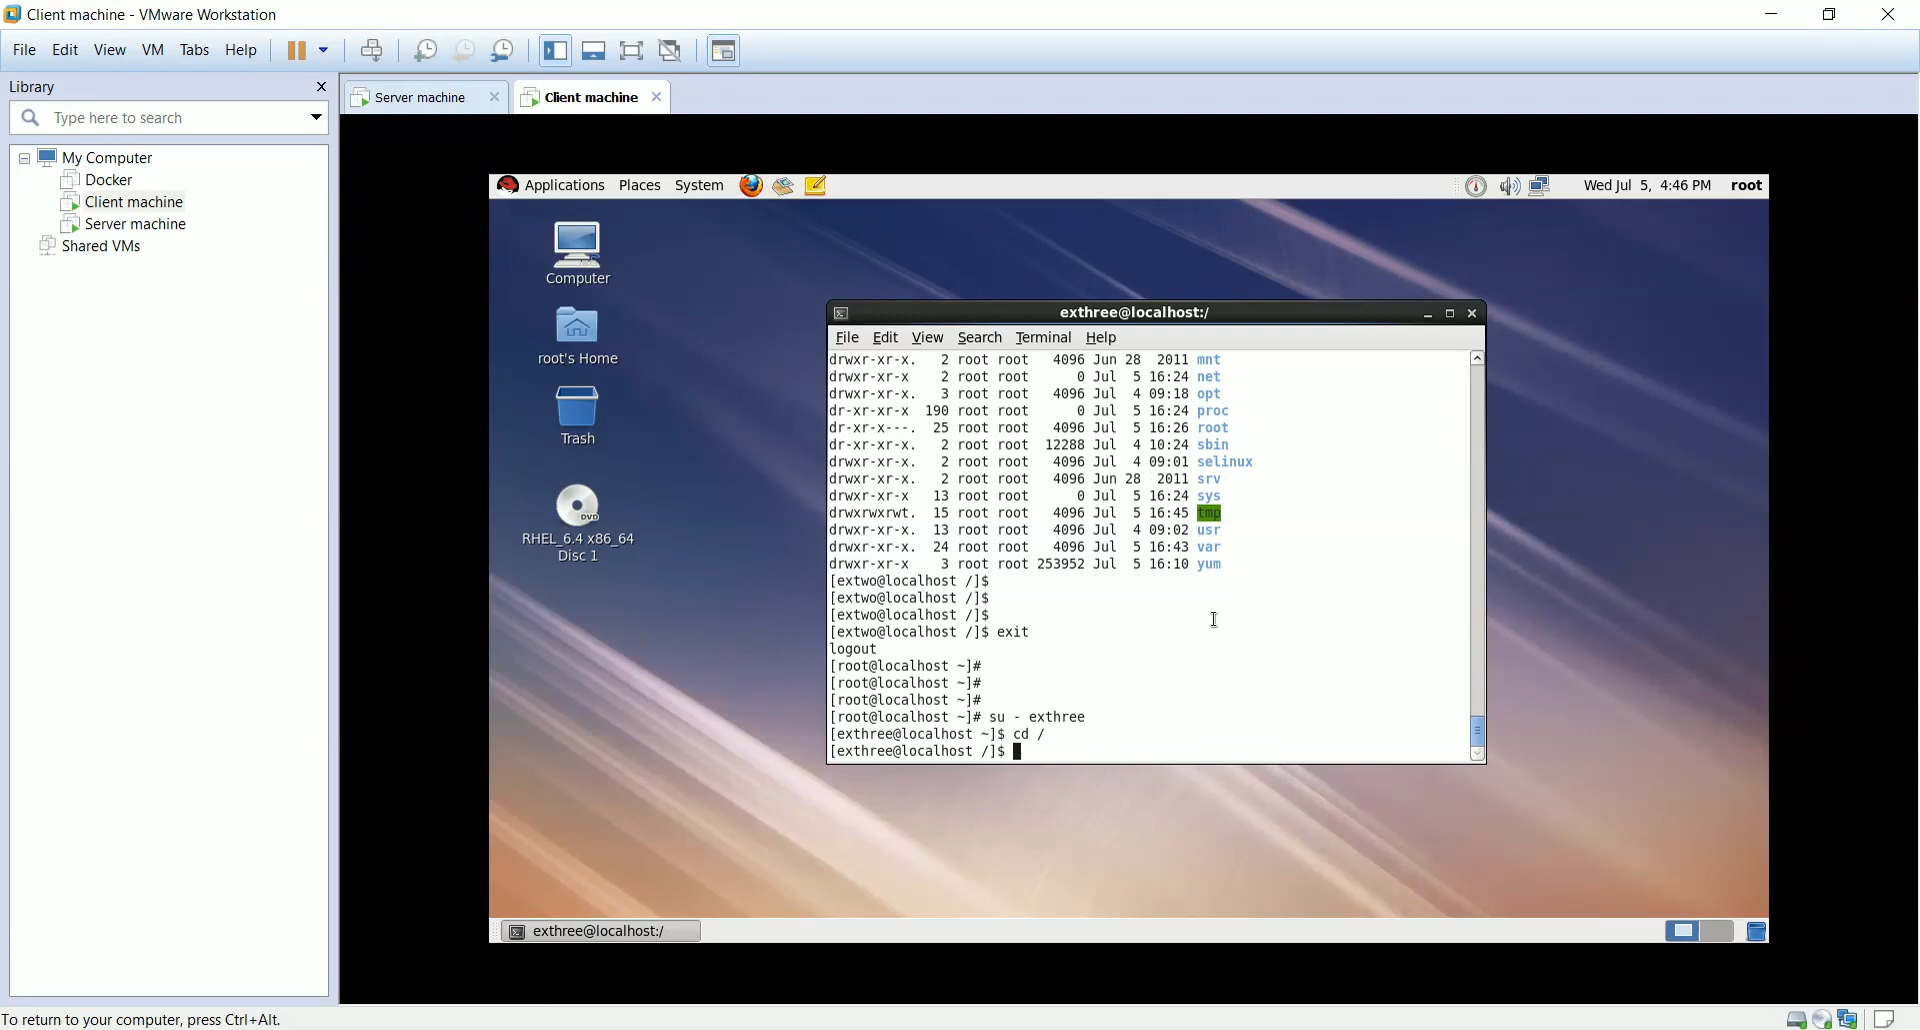 Client machine - VMware Workstation
File Edit View VM Tabs Help
Library
Type here to search
My Computer
Docker
Client machine
Server machine
Shared VMs
Server machine
Client machine
Applications Places System
Wed Jul 5, 4:46 PM root
Computer
root's Home
Trash
DVD
RHEL_6.4 x86_64
Disc 1
exthree@localhost:/
File Edit View Search Terminal Help
drwxr-xr-x. 2 root root 4096 Jun 28 2011 mnt
drwxr-xr-x 2 root root 0 Jul 5 16:24 net
drwxr-xr-x. 3 root root 4096 Jul 4 09:18 opt
dr-xr-xr-x 190 root root 0 Jul 5 16:24 proc
dr-xr-x---. 25 root root 4096 Jul 5 16:26 root
dr-xr-xr-x. 2 root root 12288 Jul 4 10:24 sbin
drwxr-xr-x. 2 root root 4096 Jul 4 09:01 selinux
drwxr-xr-x. 2 root root 4096 Jun 28 2011 srv
drwxr-xr-x 13 root root 0 Jul 5 16:24 sys
drwxrwxrwt. 15 root root 4096 Jul 5 16:45 tmp
drwxr-xr-x. 13 root root 4096 Jul 4 09:02 usr
drwxr-xr-x. 24 root root 4096 Jul 5 16:43 var
drwxr-xr-x 3 root root 253952 Jul 5 16:10 yum
[extwo@localhost /]$
[extwo@localhost /]$
[extwo@localhost /]$
[extwo@localhost /]$ exit
logout
[root@localhost ~]#
[root@localhost ~]#
[root@localhost ~]#
[root@localhost ~]# su - exthree
[exthree@localhost ~]$ cd /
[exthree@localhost /]$
exthree@localhost:/
To return to your computer, press Ctrl+Alt.